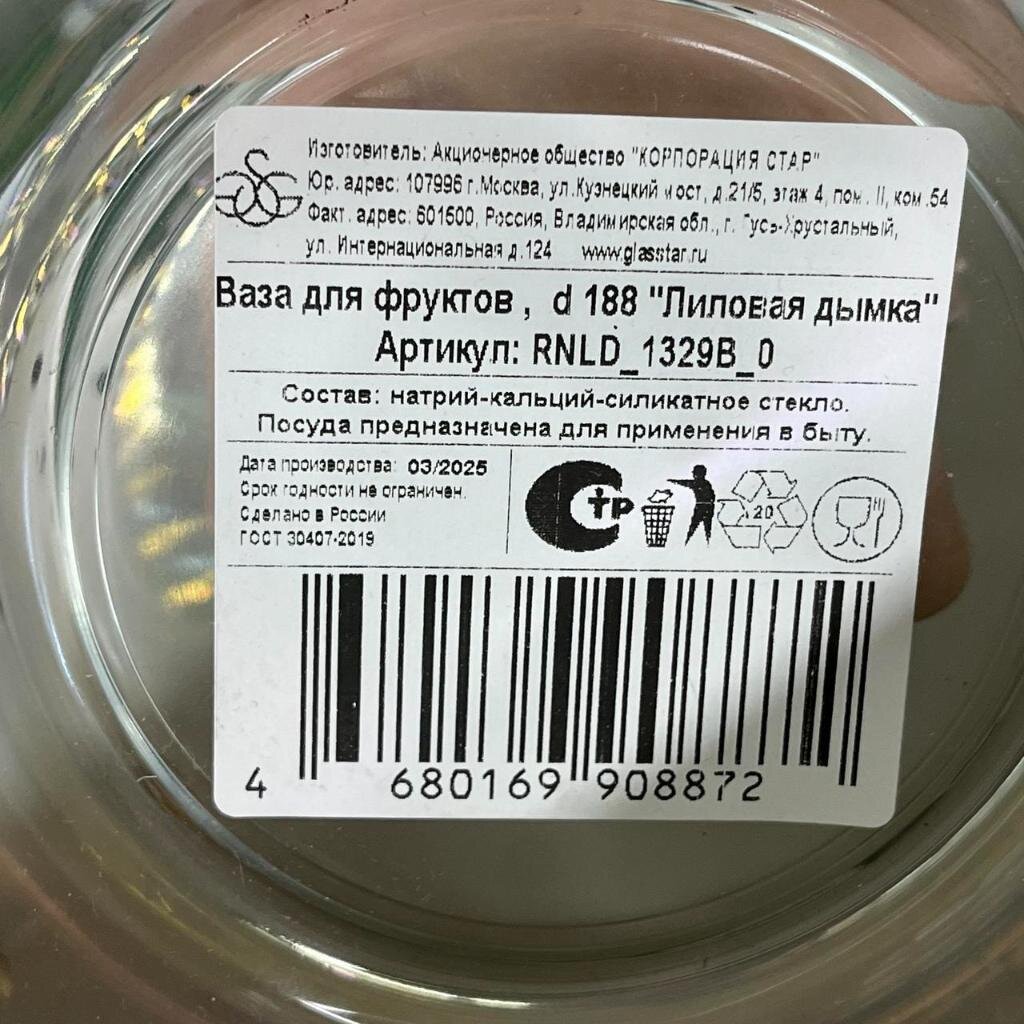 Изготовитель: Акционерное общество "КОРПОРАЦИЯ СТАР"
Юр. адрес: 107996 г.Москва, ул.Кузнецкий мост, д.21/5, этаж 4, пом. II, ком.54
Факт. адрес: 601500, Россия, Владимирская обл., г. Гусь-Хрустальный,
ул. Интернациональная д.124 www.glasstar.ru
Ваза для фруктов , d 188 "Лиловая дымка"
Артикул: RNLD_1329B_0
Состав: натрий-кальций-силикатное стекло.
Посуда предназначена для применения в быту.
Дата производства: 03/2025
Срок годности не ограничен.
Сделано в России
ГОСТ 30407-2019
СТР
20
4 680169 908872